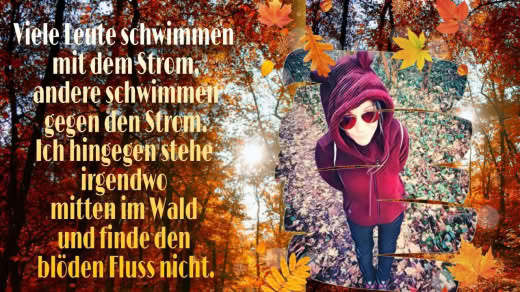 Viele Leute schwimmen
mit dem Strom,
andere schwimmen
gegen den Strom.
Ich hingegen stehe
irgendwo
mitten im Wald
und finde den
blöden Fluss nicht.